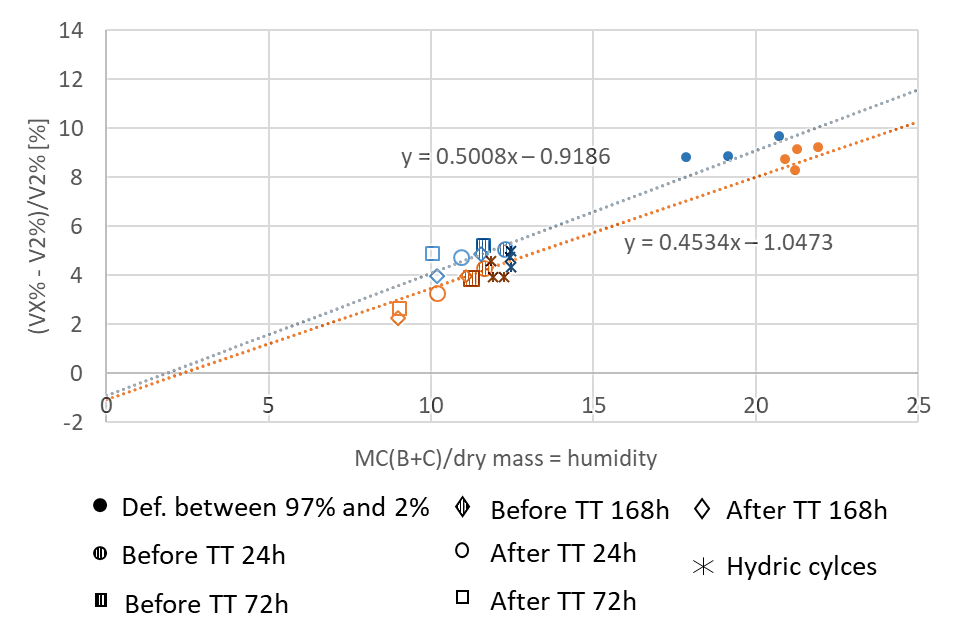 14
12
10
8
6
4
2
0
-2
(VX% - V2%)/V2% [%]
y = 0.5008x – 0.9186
y = 0.4534x – 1.0473
0 5 10 15 20 25
MC(B+C)/dry mass = humidity
Def. between 97% and 2%
Before TT 168h
After TT 168h
Before TT 24h
After TT 24h
Hydric cylces
Before TT 72h
After TT 72h